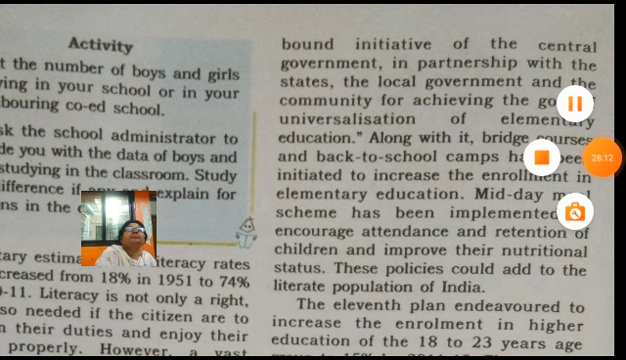 Activity
t the number of boys and girls
ying in your school or in your
bouring co-ed school.
sk the school administrator to
de you with the data of boys and
studying in the classroom. Study
ifference if any and explain for
ns in the
tary estima literacy rates
creased from 18% in 1951 to 74%
-11. Literacy is not only a right,
so needed if the citizen are to
n their duties and enjoy their
properly. However, a vast
bound initiative of the central
government, in partnership with the
states, the local government and the
community for achieving the go
universalisation of elementary
education." Along with it, bridge courses
and back-to-school camps ha bee
initiated to increase the enrollment in
elementary education. Mid-day m
scheme has been implemented
encourage attendance and retention of
children and improve their nutritional
status. These policies could add to the
literate population of India.
The eleventh plan endeavoured to
increase the enrolment in higher
education of the 18 to 23 years age
28:12